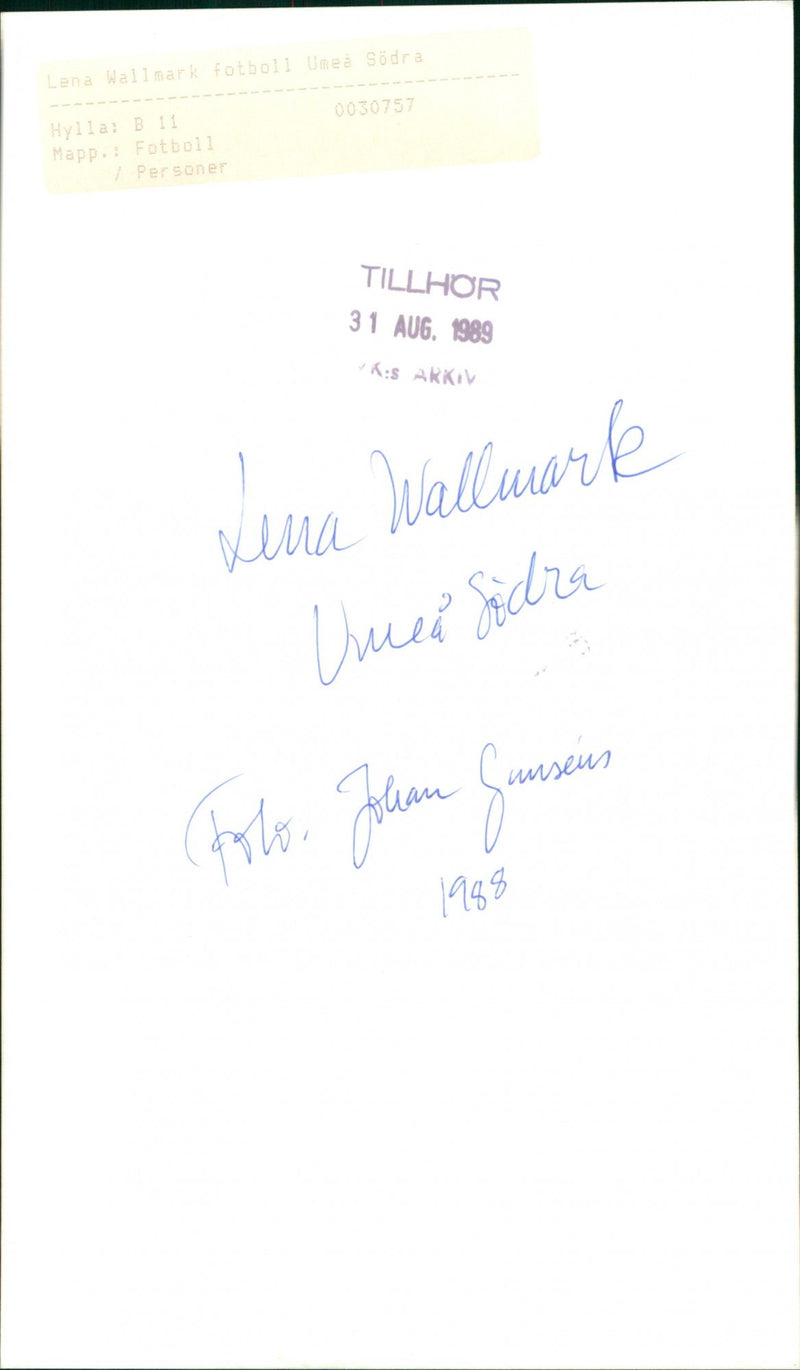 Lena Wallmark fotboll Umeå Södra
Hylla: B 11 0030757
Mapp.: Fotboll
/ Personer
TILLHÖR
31 AUG. 1989
K:s ARKIV
Lena Wallmark
Umeå Södra
Foto. Johan Gunséus
1988